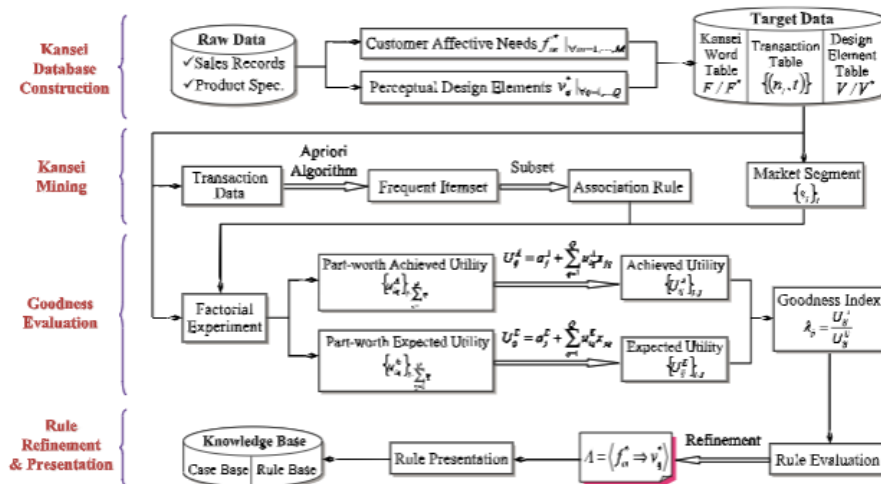 Kansei
Database
Construction
Raw Data
✓Sales Records
✓Product Spec.
Customer Affective Needs
Perceptual Design Elements
Target Data
Kansei
Word
Table
F / F*
Transaction
Table
Design
Element
Table
V / V*
Kansei
Mining
Transaction
Data
Apriori
Algorithm
Frequent Itemset
Subset
Association Rule
Market Segment
Goodness
Evaluation
Factorial
Experiment
Part-worth Achieved Utility
Achieved Utility
Part-worth Expected Utility
Expected Utility
Goodness Index
Rule
Refinement
& Presentation
Knowledge Base
Case Base
Rule Base
Rule Presentation
Refinement
Rule Evaluation